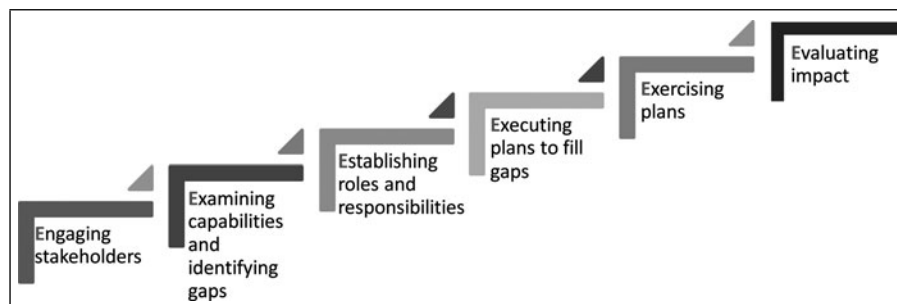 Engaging
stakeholders
Examining
capabilities
and
identifying
gaps
Establishing
roles and
responsibilities
Executing
plans to fill
gaps
Exercising
plans
Evaluating
impact